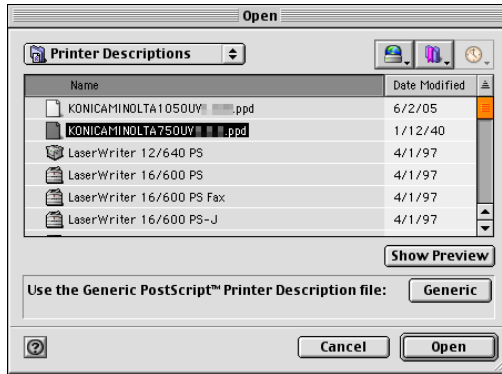 Open
Printer Descriptions
Name Date Modified
KONICAMINOLTA1050UV .ppd 6/2/05
KONICAMINOLTA750UV .ppd 1/12/40
LaserWriter 12/640 PS 4/1/97
LaserWriter 16/600 PS 4/1/97
LaserWriter 16/600 PS Fax 4/1/97
LaserWriter 16/600 PS-J 4/1/97
Show Preview
Use the Generic PostScript™ Printer Description file: Generic
? Cancel Open